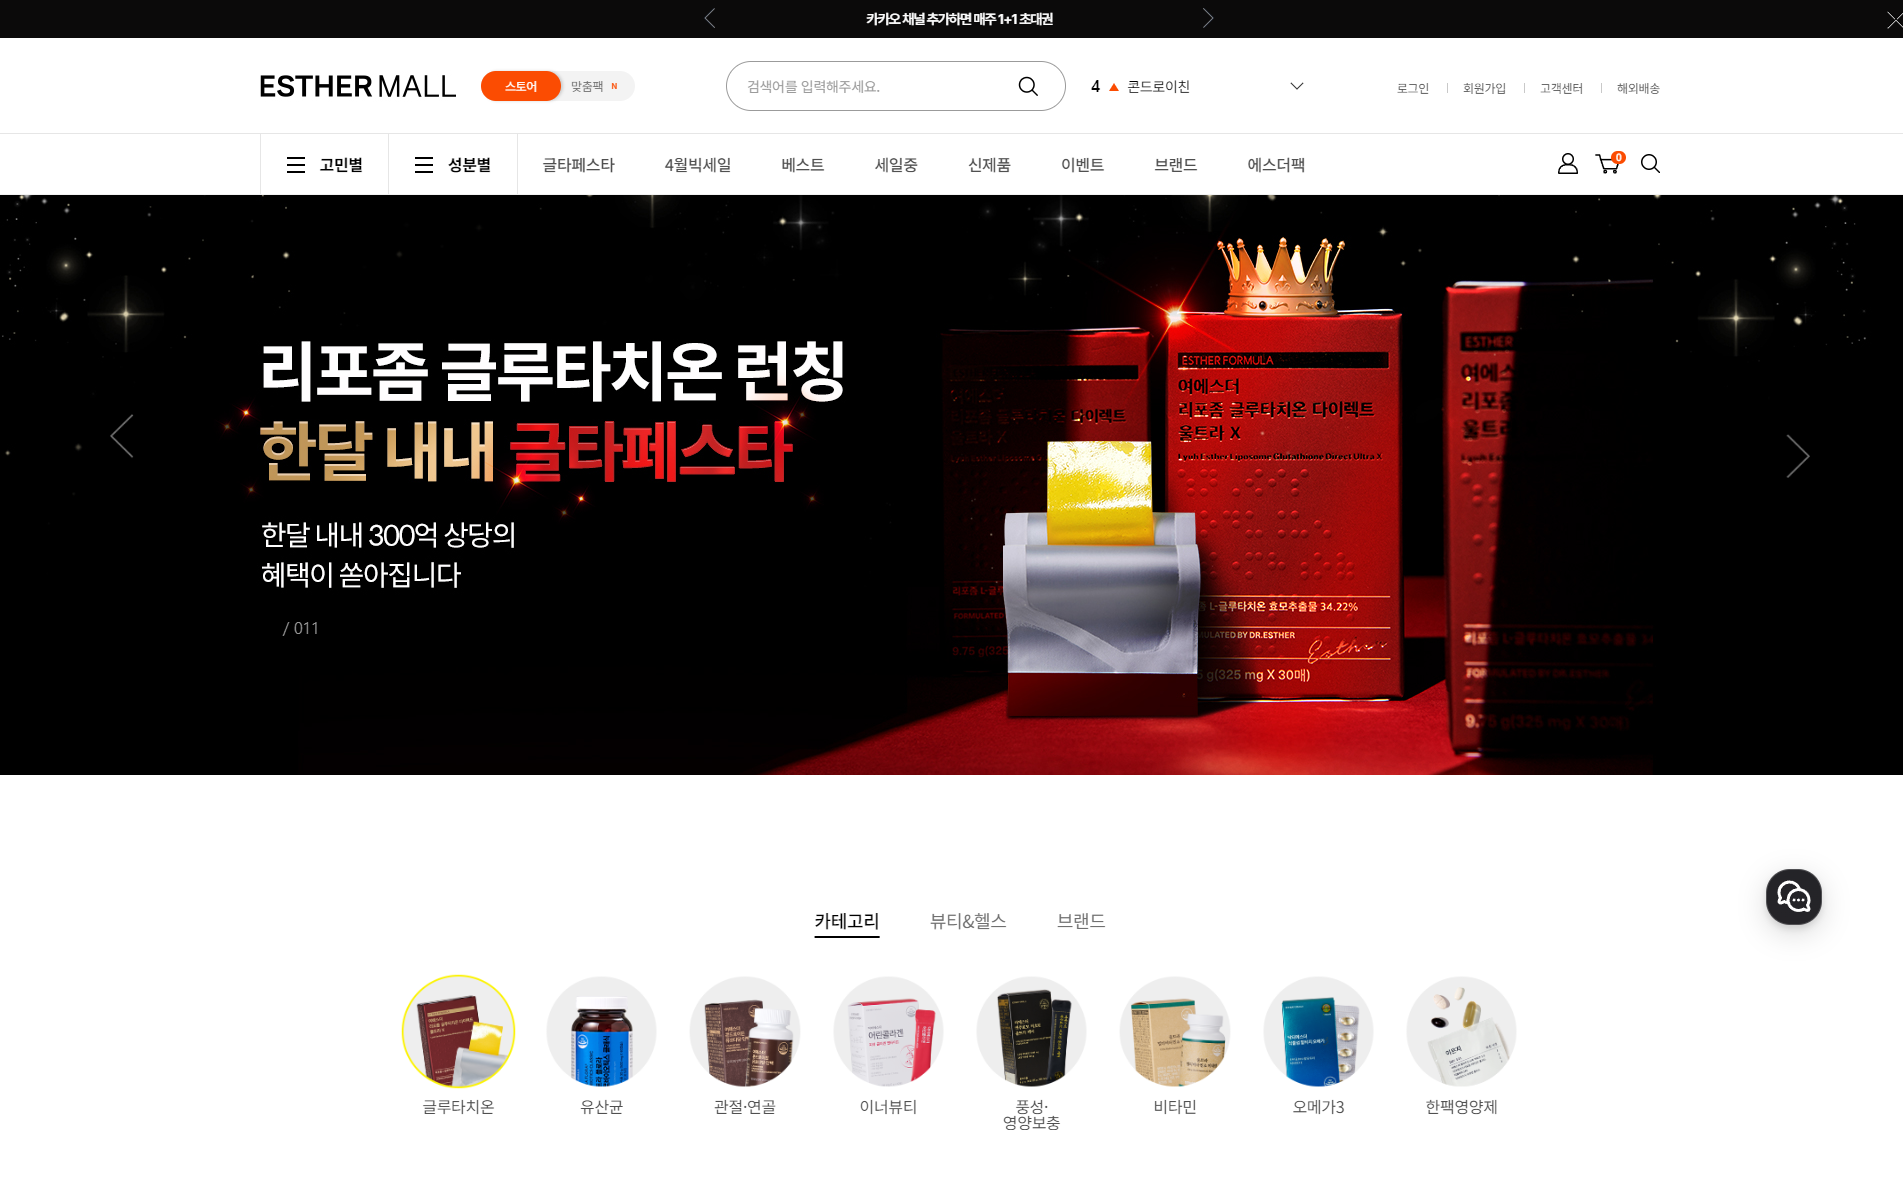 카카오 채널 추가하면 매주 1+1 초대권
ESTHER MALL
스토어
맞춤팩 N
검색어를 입력해주세요.
4 ▲ 콘드로이친
로그인
회원가입
고객센터
해외배송
고민별
성분별
글타페스타
4월빅세일
베스트
세일중
신제품
이벤트
브랜드
에스더팩
0
리포좀 글루타치온 런칭
한달 내내 글타페스타
한달 내내 300억 상당의
혜택이 쏟아집니다
/ 011
ESTHER FORMULA
여에스더
리포좀 글루타치온 다이렉트
울트라 X
Lyuh Esther Liposome Glutathione Direct Ultra X
L-글루타치온 효모추출물 34.22%
FORMULATED BY DR.ESTHER
Esther
g(325 mg X 30매)
카테고리
뷰티&헬스
브랜드
글루타치온
유산균
관절·연골
이너뷰티
풍성·
영양보충
비타민
오메가3
한팩영양제